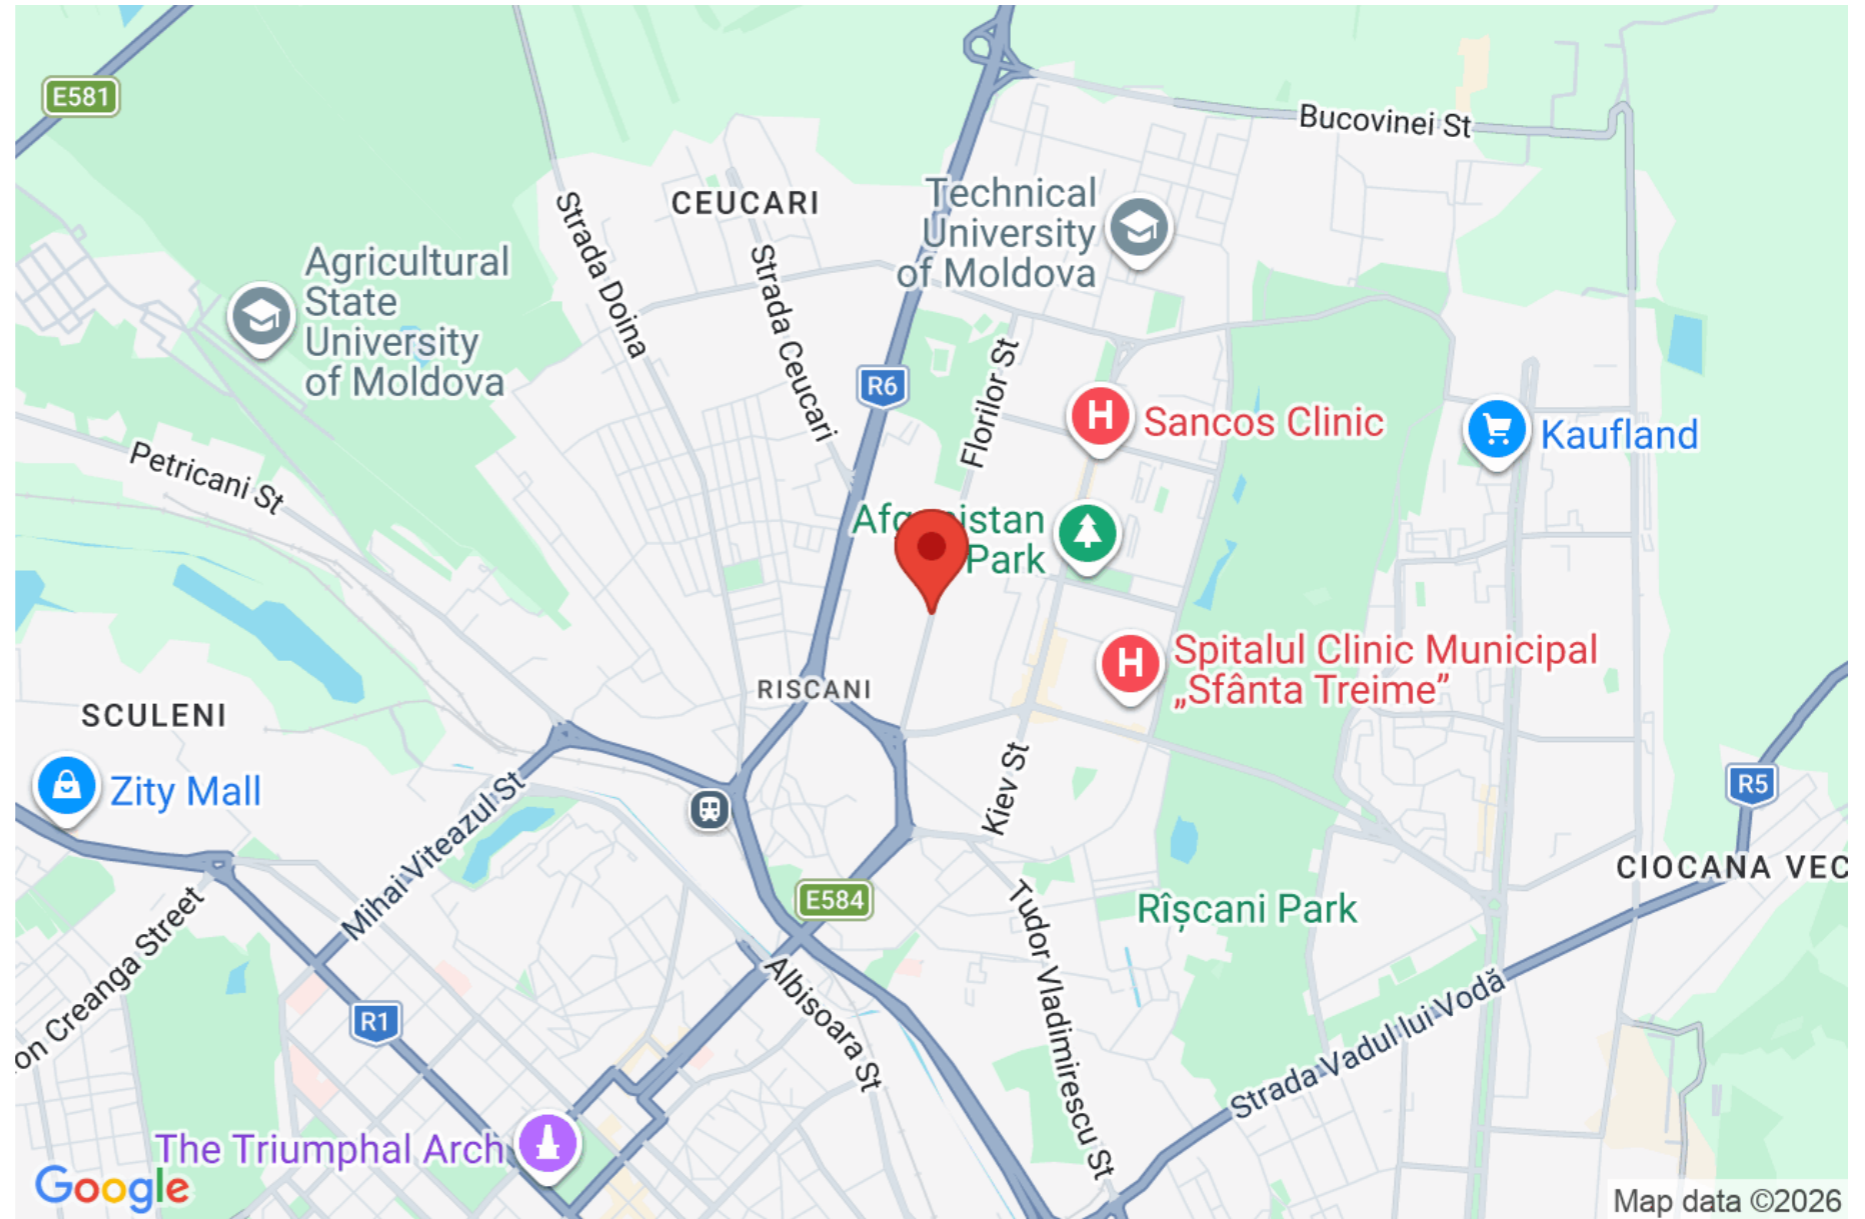 E581
Bucovinei St
CEUCARI
Technical
University
of Moldova
Strada Doina
Strada Ceucari
Agricultural
State
University
of Moldova
R6
Florilor St
Sancos Clinic
Kaufland
Petricani St
Park
Spitalul Clinic Municipal
„Sfânta Treime”
RISCANI
SCULENI
Zity Mall
Mihai Viteazul St
Kiev St
R5
CIOCANA VEC
E584
Rîșcani Park
Tudor Vladimirescu St
on Creanga Street
Albisoara St
R1
Strada Vadul lui Vodă
The Triumphal Arch
Google
Map data ©2026